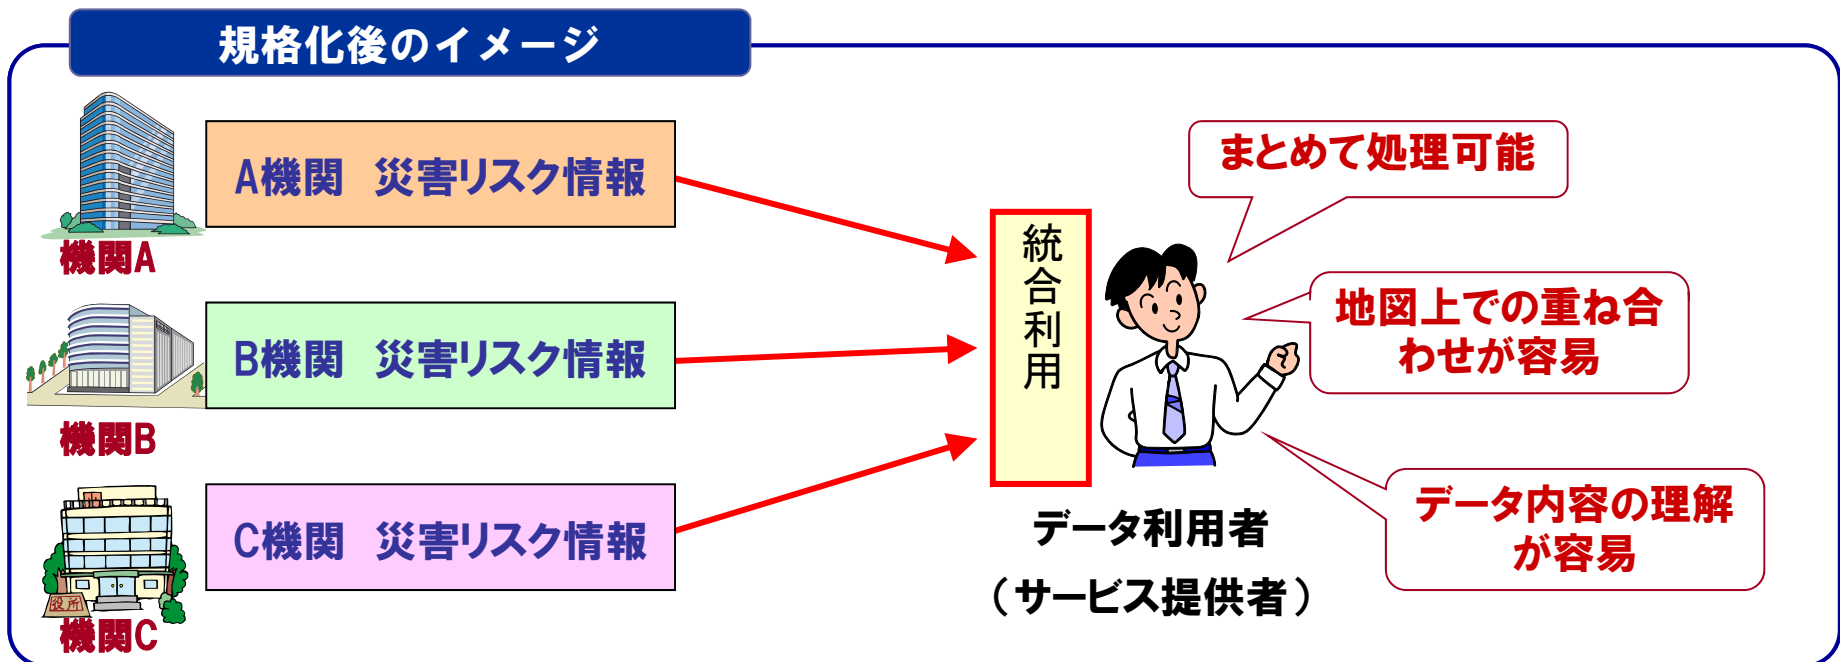 規格化後のイメージ
A機関　災害リスク情報
機関A
B機関　災害リスク情報
機関B
C機関　災害リスク情報
役所
機関C
統合利用
データ利用者
（サービス提供者）
まとめて処理可能
地図上での重ね合
わせが容易
データ内容の理解
が容易